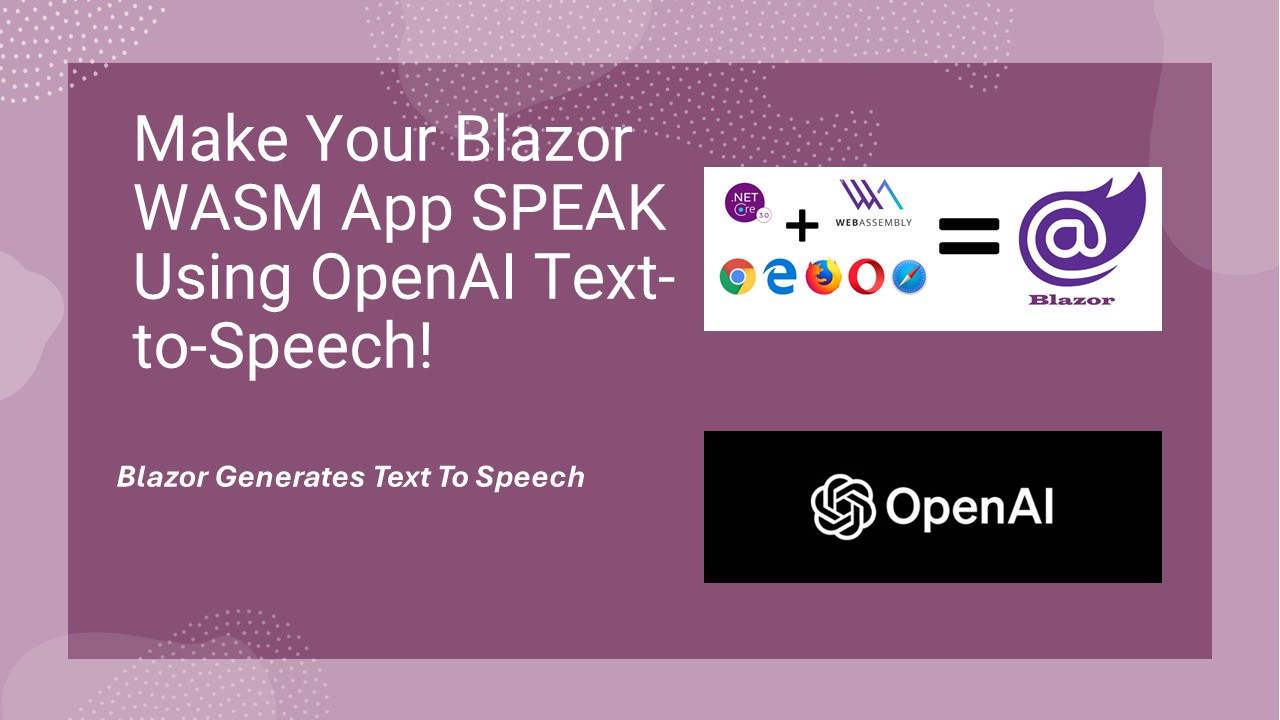 Make Your Blazor
WASM App SPEAK
Using OpenAI Text-
to-Speech!
Blazor Generates Text To Speech
.NET
Core
3.0
+
WEBASSEMBLY
=
@
Blazor
OpenAI